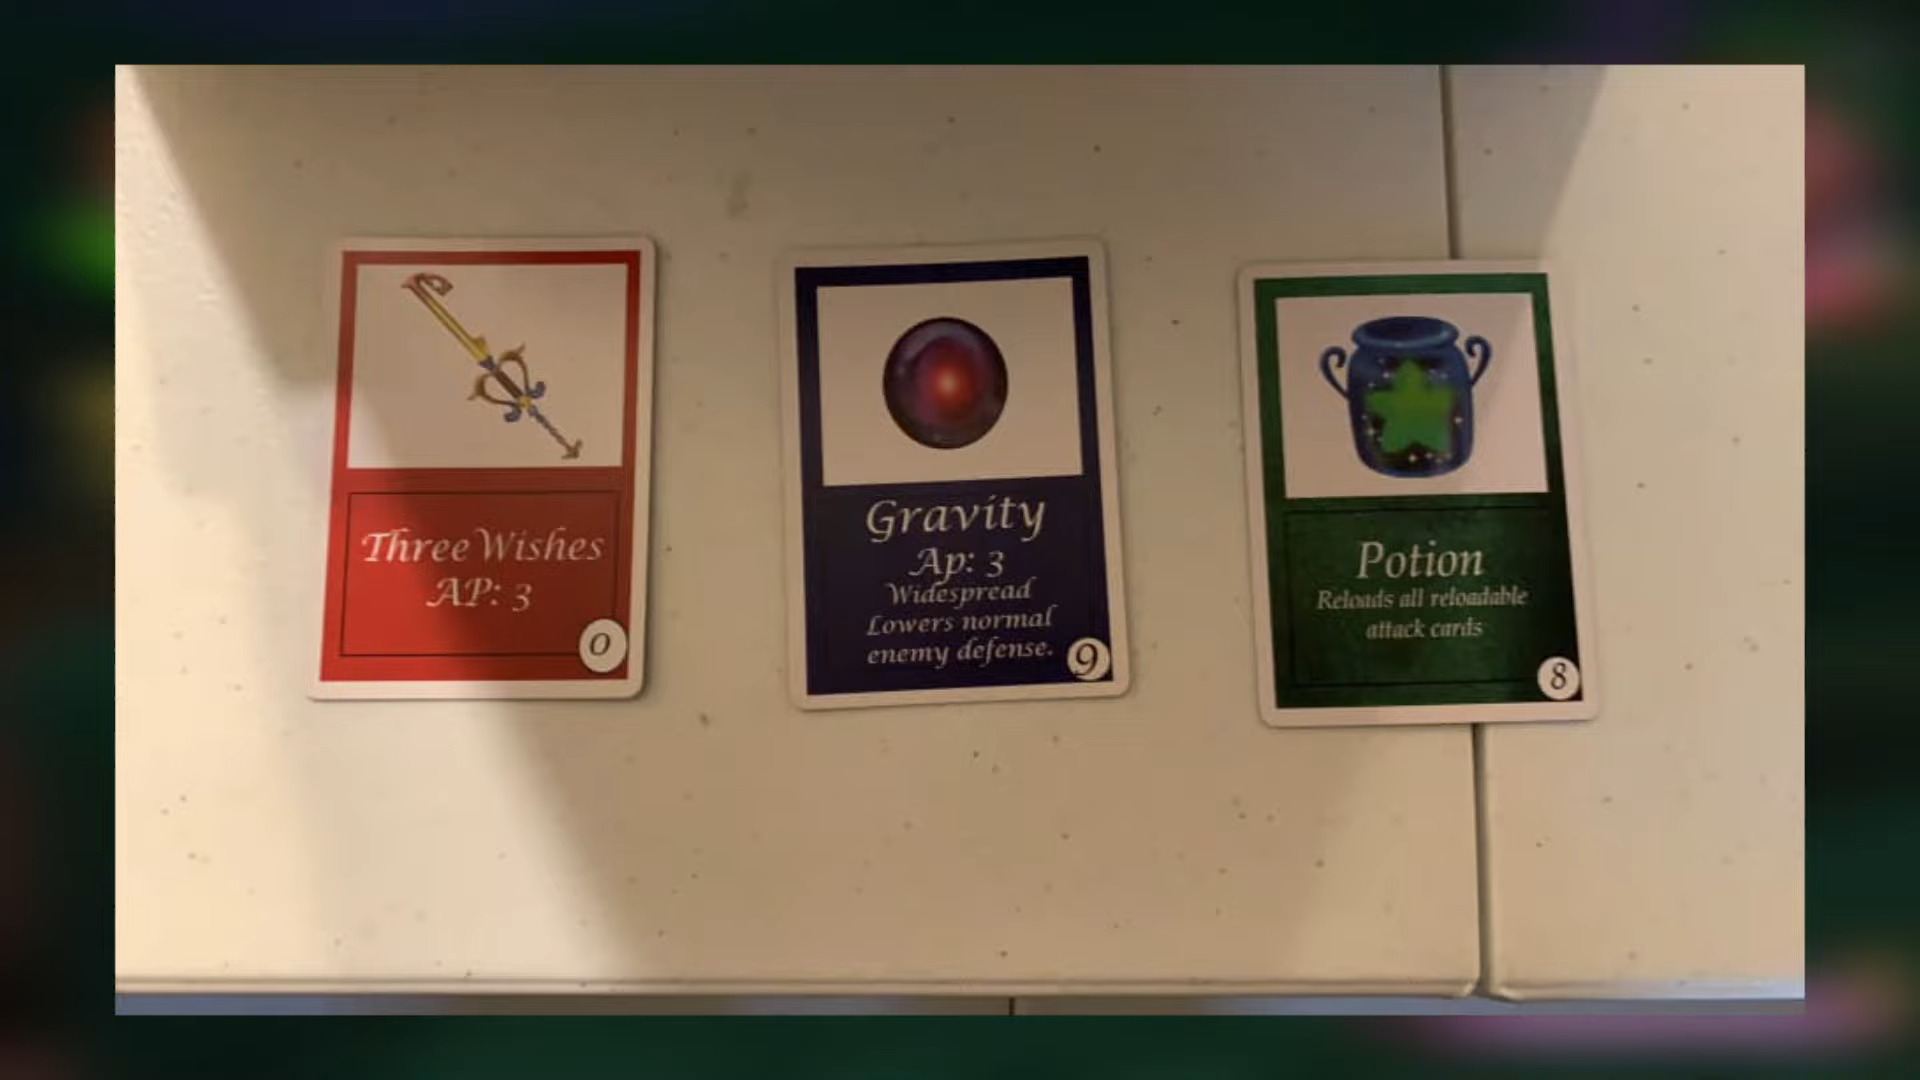 Three Wishes
AP: 3
0
Gravity
Ap: 3
Widespread
Lowers normal
enemy defense.
9
Potion
Reloads all reloadable
attack cards
8